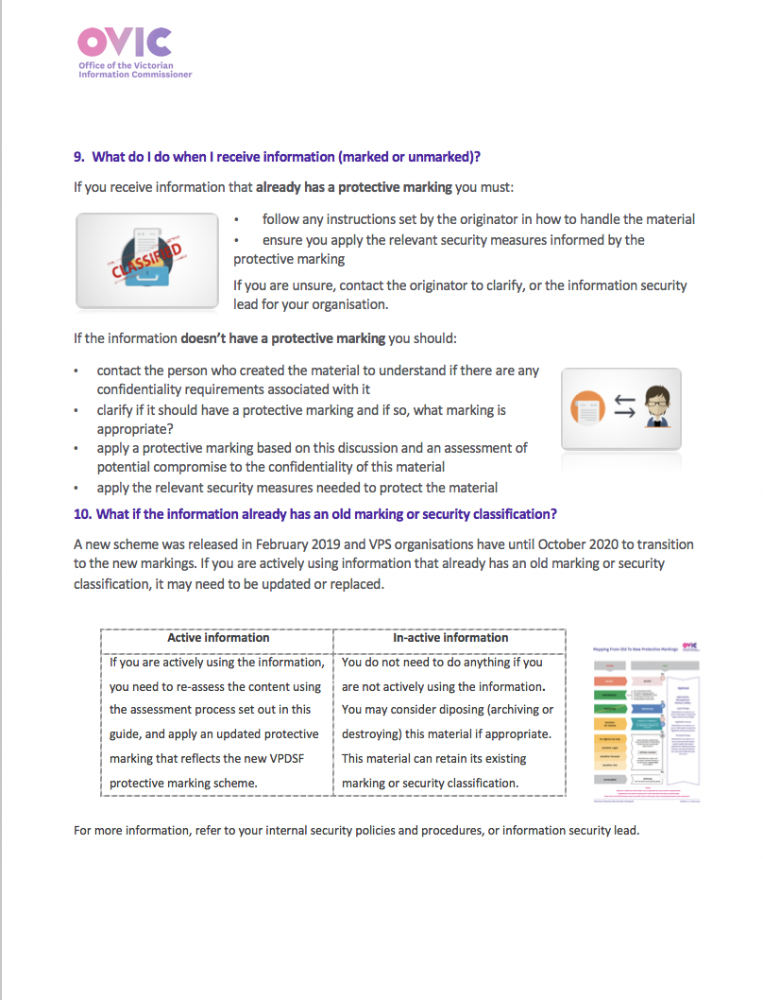 OVIC
Office of the Victorian
Information Commissioner
9. What do I do when I receive information (marked or unmarked)?
If you receive information that already has a protective marking you must:
CLASSIFIED
• follow any instructions set by the originator in how to handle the material
• ensure you apply the relevant security measures informed by the
protective marking
If you are unsure, contact the originator to clarify, or the information security
lead for your organisation.
If the information doesn't have a protective marking you should:
• contact the person who created the material to understand if there are any
confidentiality requirements associated with it
• clarify if it should have a protective marking and if so, what marking is
appropriate?
• apply a protective marking based on this discussion and an assessment of
potential compromise to the confidentiality of this material
• apply the relevant security measures needed to protect the material
10. What if the information already has an old marking or security classification?
A new scheme was released in February 2019 and VPS organisations have until October 2020 to transition
to the new markings. If you are actively using information that already has an old marking or security
classification, it may need to be updated or replaced.
Active information
If you are actively using the information,
you need to re-assess the content using
the assessment process set out in this
guide, and apply an updated protective
marking that reflects the new VPDSF
protective marking scheme.
In-active information
You do not need to do anything if you
are not actively using the information.
You may consider diposing (archiving or
destroying) this material if appropriate.
This material can retain its existing
marking or security classification.
OVIC
Mapping From Old To New Protective Markings
For more information, refer to your internal security policies and procedures, or information security lead.